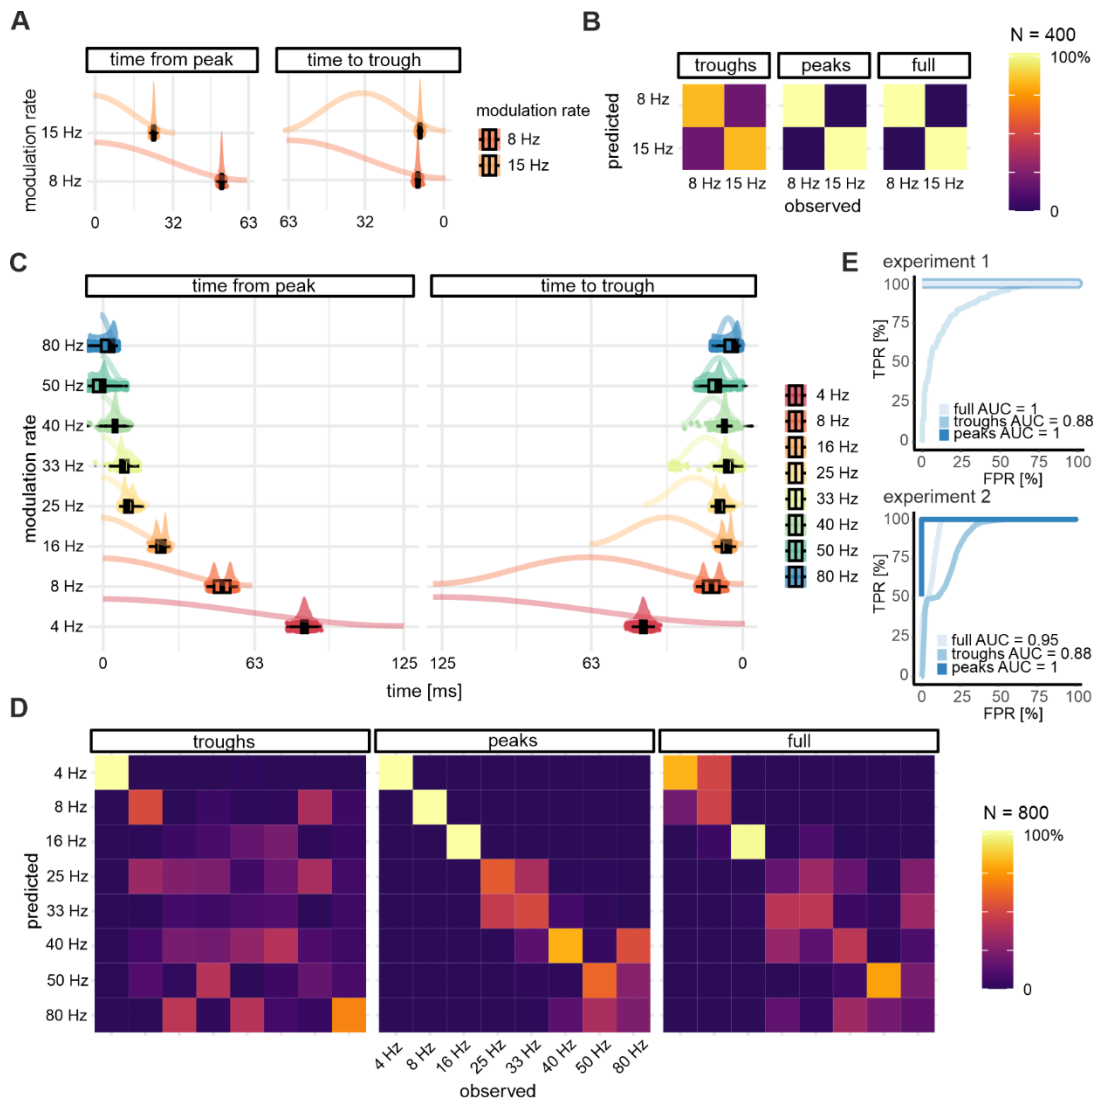 A
time from peak
time to trough
modulation rate
15 Hz
8 Hz
0
32
63
63
32
0
modulation rate
8 Hz
15 Hz
B
N = 400
troughs
peaks
full
100%
0
predicted
8 Hz
15 Hz
8 Hz 15 Hz
8 Hz 15 Hz
8 Hz 15 Hz
observed
C
time from peak
time to trough
modulation rate
80 Hz
50 Hz
40 Hz
33 Hz
25 Hz
16 Hz
8 Hz
4 Hz
0
63
125
125
63
0
time [ms]
4 Hz
8 Hz
16 Hz
25 Hz
33 Hz
40 Hz
50 Hz
80 Hz
E
experiment 1
TPR [%]
100
75
50
25
0
full AUC = 1
troughs AUC = 0.88
peaks AUC = 1
0 25 50 75 100
FPR [%]
experiment 2
TPR [%]
100
75
50
25
0
full AUC = 0.95
troughs AUC = 0.88
peaks AUC = 1
0 25 50 75 100
FPR [%]
D
troughs
peaks
full
predicted
4 Hz
8 Hz
16 Hz
25 Hz
33 Hz
40 Hz
50 Hz
80 Hz
4 Hz
8 Hz
16 Hz
25 Hz
33 Hz
40 Hz
50 Hz
80 Hz
observed
N = 800
100%
0